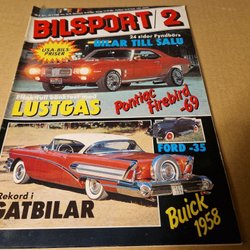 BILSPORT 2
24 sidor Fyndbörs
BILAR TILL SALU
USA-BILS
PRISER
LUSTGAS
Pontiac
Firebird
-69
FORD -35
Rekord i
GATBILAR
Buick
1958